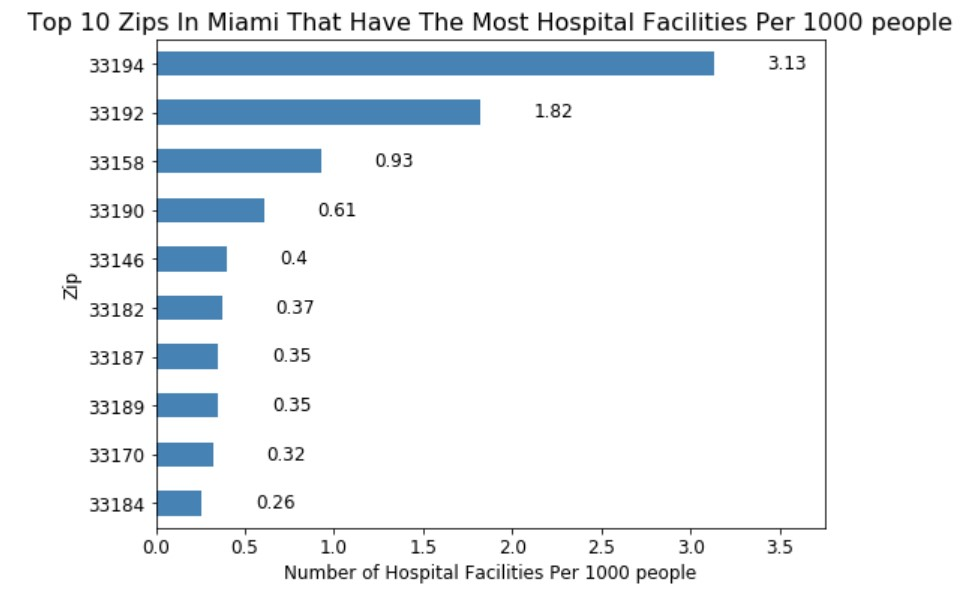 Top 10 Zips In Miami That Have The Most Hospital Facilities Per 1000 people
33194 3.13
33192 1.82
33158 0.93
33190 0.61
33146 0.4
Zip
33182 0.37
33187 0.35
33189 0.35
33170 0.32
33184 0.26
0.0 0.5 1.0 1.5 2.0 2.5 3.0 3.5
Number of Hospital Facilities Per 1000 people